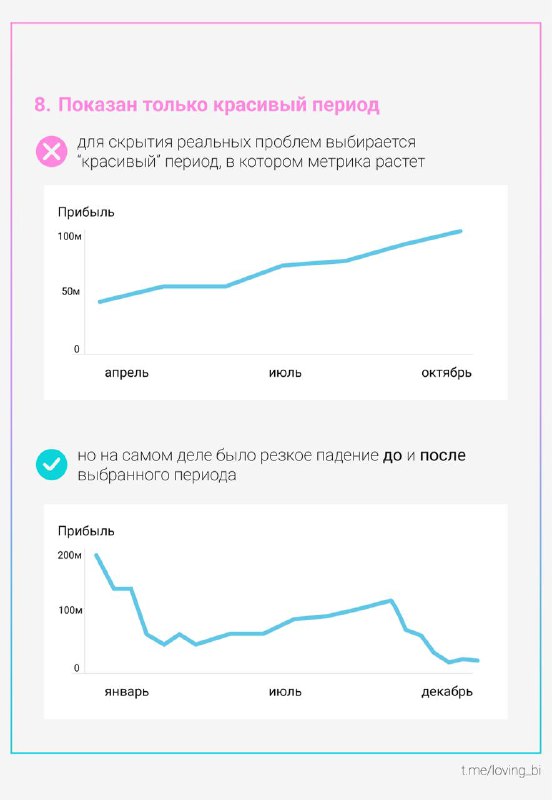 8. Показан только красивый период
для скрытия реальных проблем выбирается
“красивый” период, в котором метрика растет
Прибыль
100м
50м
0
апрель июль октябрь
но на самом деле было резкое падение до и после
выбранного периода
Прибыль
200м
100м
0
январь июль декабрь
t.me/loving_bi